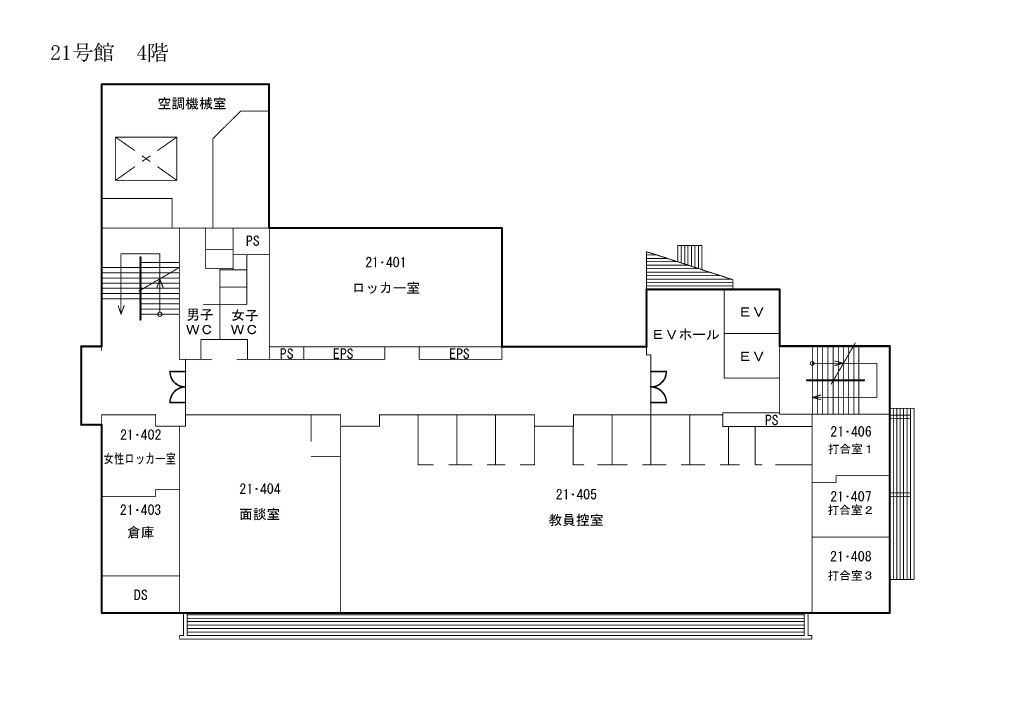 21号館　4階
空調機械室
PS
21-401
ロッカー室
男子
ＷＣ
女子
ＷＣ
PS
EPS
EPS
ＥＶホール
ＥＶ
ＥＶ
PS
21-402
女性ロッカー室
21-403
倉庫
DS
21-404
面談室
21-405
教員控室
21-406
打合室１
21-407
打合室２
21-408
打合室３